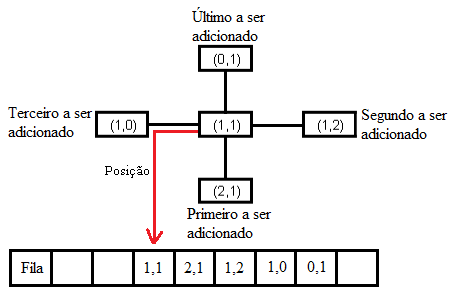 Último a ser
adicionado
(0,1)
Terceiro a ser
adicionado
(1,0)
(1,1)
(1,2)
Segundo a ser
adicionado
Posição
(2,1)
Primeiro a ser
adicionado
Fila 1,1 2,1 1,2 1,0 0,1